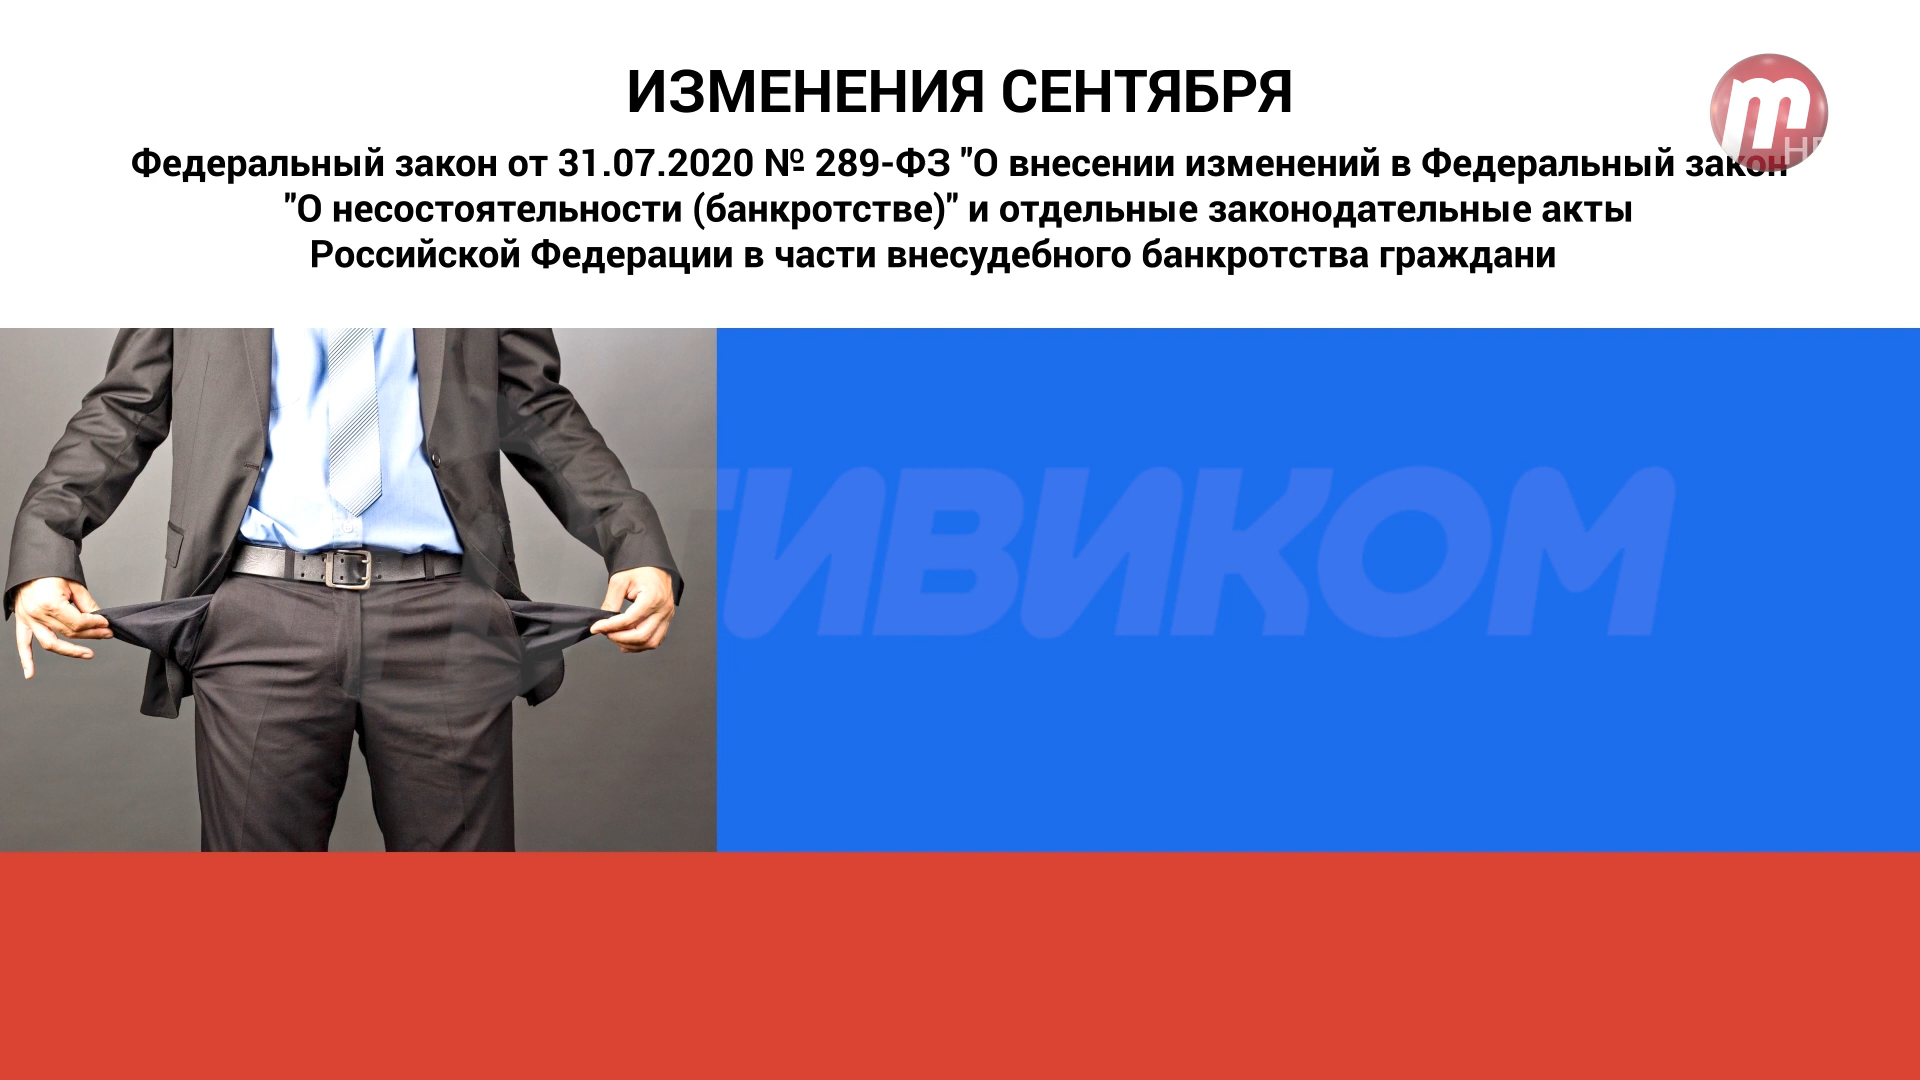 ИЗМЕНЕНИЯ СЕНТЯБРЯ
Федеральный закон от 31.07.2020 № 289-ФЗ "О внесении изменений в Федеральный закон
"О несостоятельности (банкротстве)" и отдельные законодательные акты
Российской Федерации в части внесудебного банкротства граждани
ТИВИКОМ